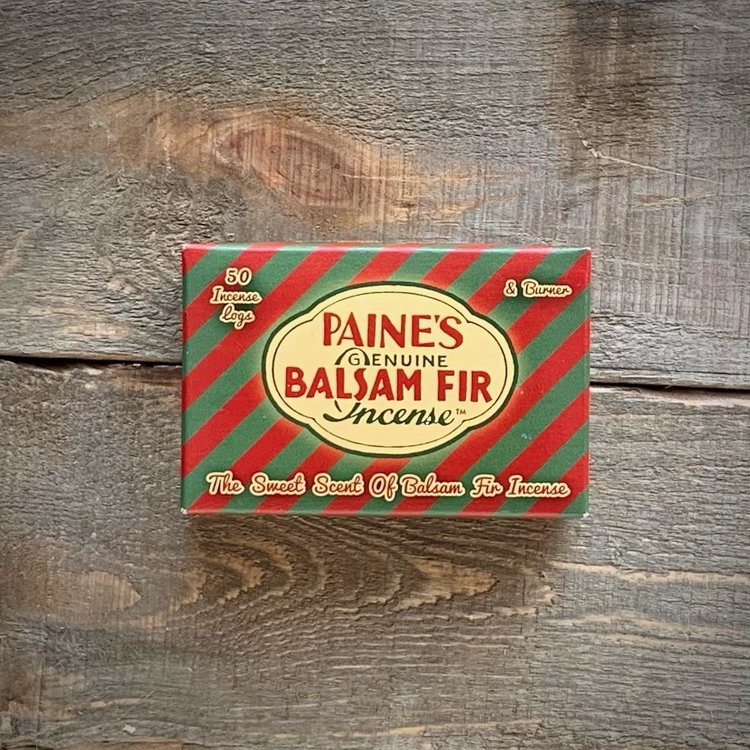 50
Incense
Logs
& Burner
PAINE'S
GENUINE
BALSAM FIR
Incense™
The Sweet Scent Of Balsam Fir Incense